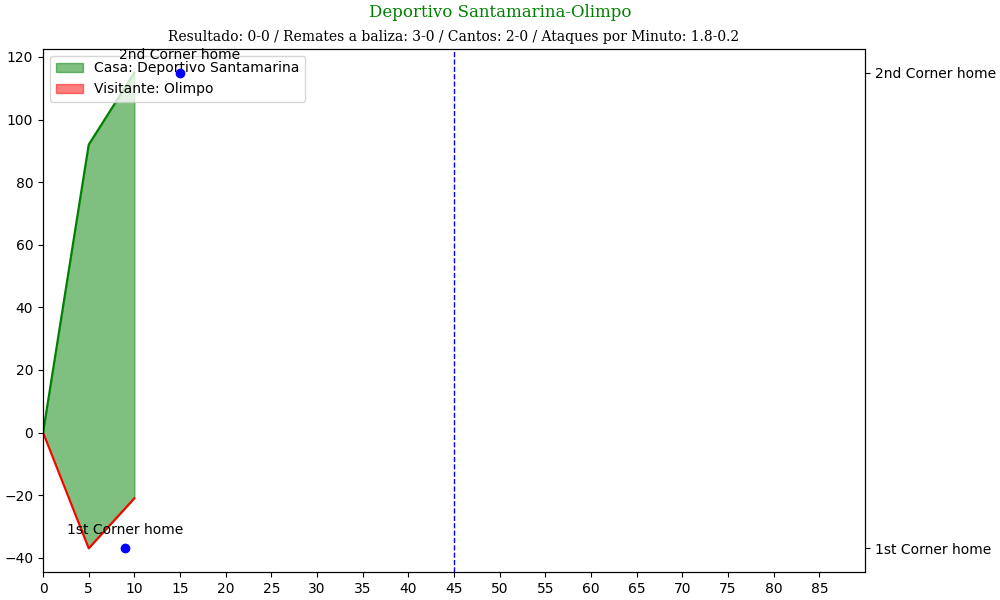 Deportivo Santamarina-Olimpo
Resultado: 0-0 / Remates a baliza: 3-0 / Cantos: 2-0 / Ataques por Minuto: 1.8-0.2
2nd Corner home
Casa: Deportivo Santamarina
Visitante: Olimpo
1st Corner home
120
100
80
60
40
20
0
−20
−40
2nd Corner home
1st Corner home
0 5 10 15 20 25 30 35 40 45 50 55 60 65 70 75 80 85